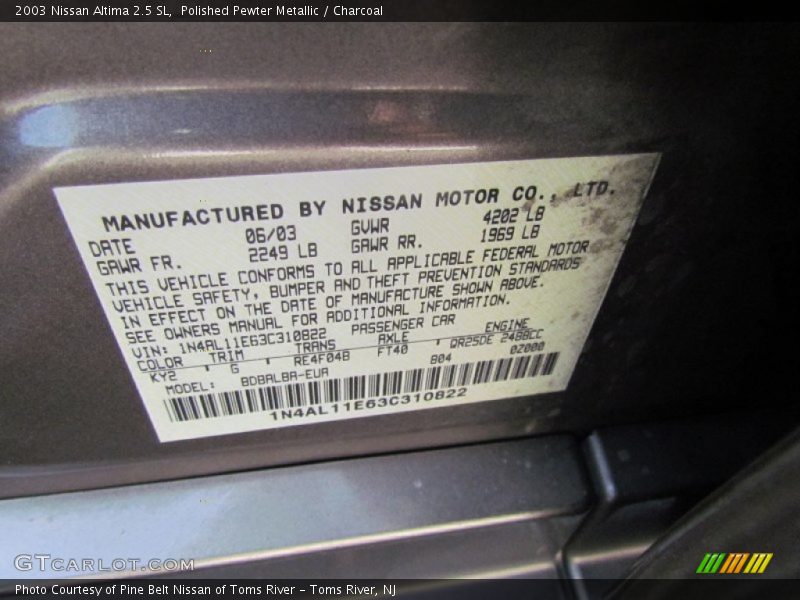 2003 Nissan Altima 2.5 SL,  Polished Pewter Metallic / Charcoal
MANUFACTURED BY NISSAN MOTOR CO., LTD.
DATE 06/03 GVWR 4202 LB
GAWR FR. 2249 LB GAWR RR. 1969 LB
THIS VEHICLE CONFORMS TO ALL APPLICABLE FEDERAL MOTOR
VEHICLE SAFETY, BUMPER AND THEFT PREVENTION STANDARDS
IN EFFECT ON THE DATE OF MANUFACTURE SHOWN ABOVE.
SEE OWNERS MANUAL FOR ADDITIONAL INFORMATION.
VIN: 1N4AL11E63C310822 PASSENGER CAR
COLOR TRIM TRANS AXLE ENGINE
KY2 , G , RE4F04B FT40 , QR25DE 2488CC
MODEL: BDBALBA-EUA B04 0Z000
1N4AL11E63C310822
GTCarLot.com
Photo Courtesy of Pine Belt Nissan of Toms River – Toms River, NJ